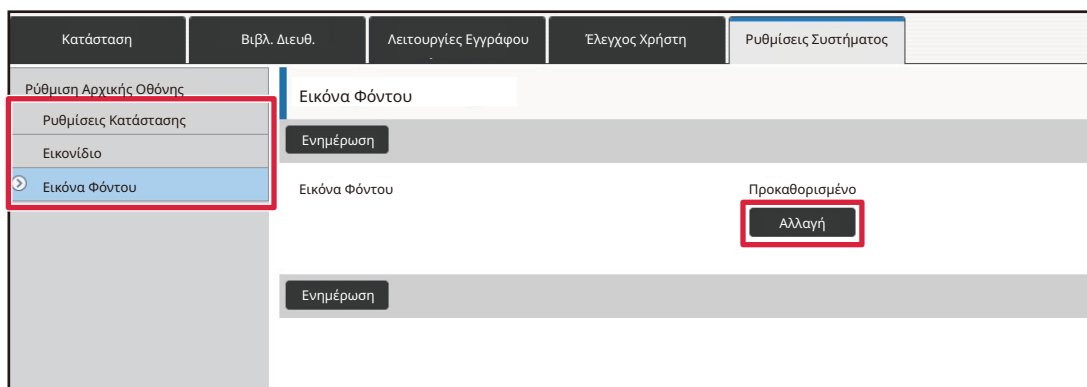 Κατάσταση
Βιβλ. Διευθ.
Λειτουργίες Εγγράφου
Έλεγχος Χρήστη
Ρυθμίσεις Συστήματος
Ρύθμιση Αρχικής Οθόνης
Ρυθμίσεις Κατάστασης
Εικονίδιο
Εικόνα Φόντου
Εικόνα Φόντου
Ενημέρωση
Εικόνα Φόντου
Προκαθορισμένο
Αλλαγή
Ενημέρωση